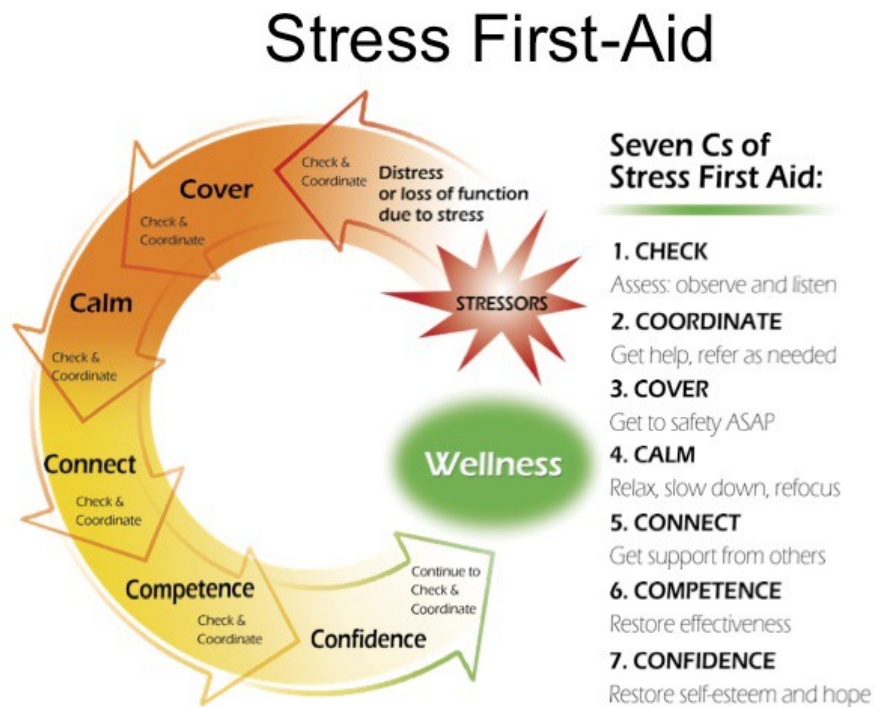 Stress First-Aid
Check &
Coordinate
Distress
or loss of function
due to stress
STRESSORS
Cover
Check &
Coordinate
Calm
Check &
Coordinate
Connect
Check &
Coordinate
Competence
Check &
Coordinate
Confidence
Continue to
Check &
Coordinate
Wellness
Seven Cs of
Stress First Aid:
1. CHECK
Assess: observe and listen
2. COORDINATE
Get help, refer as needed
3. COVER
Get to safety ASAP
4. CALM
Relax, slow down, refocus
5. CONNECT
Get support from others
6. COMPETENCE
Restore effectiveness
7. CONFIDENCE
Restore self-esteem and hope